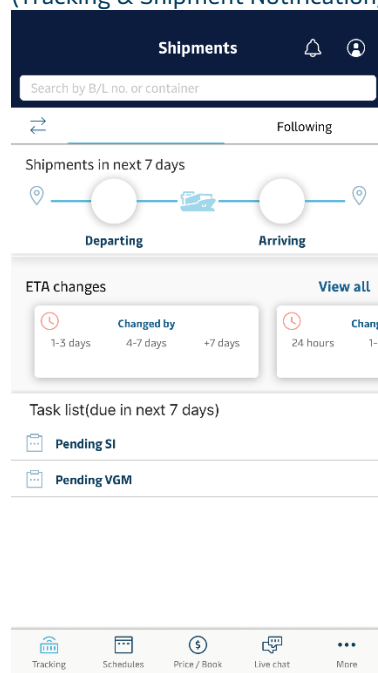 (Tracking & Shipment Notification)
Shipments
Search by B/L no. or container
Following
Shipments in next 7 days
Departing Arriving
ETA changes View all
Changed by Chang
1-3 days 4-7 days +7 days 24 hours 1-
Task list(due in next 7 days)
Pending SI
Pending VGM
Tracking Schedules Price / Book Live chat More